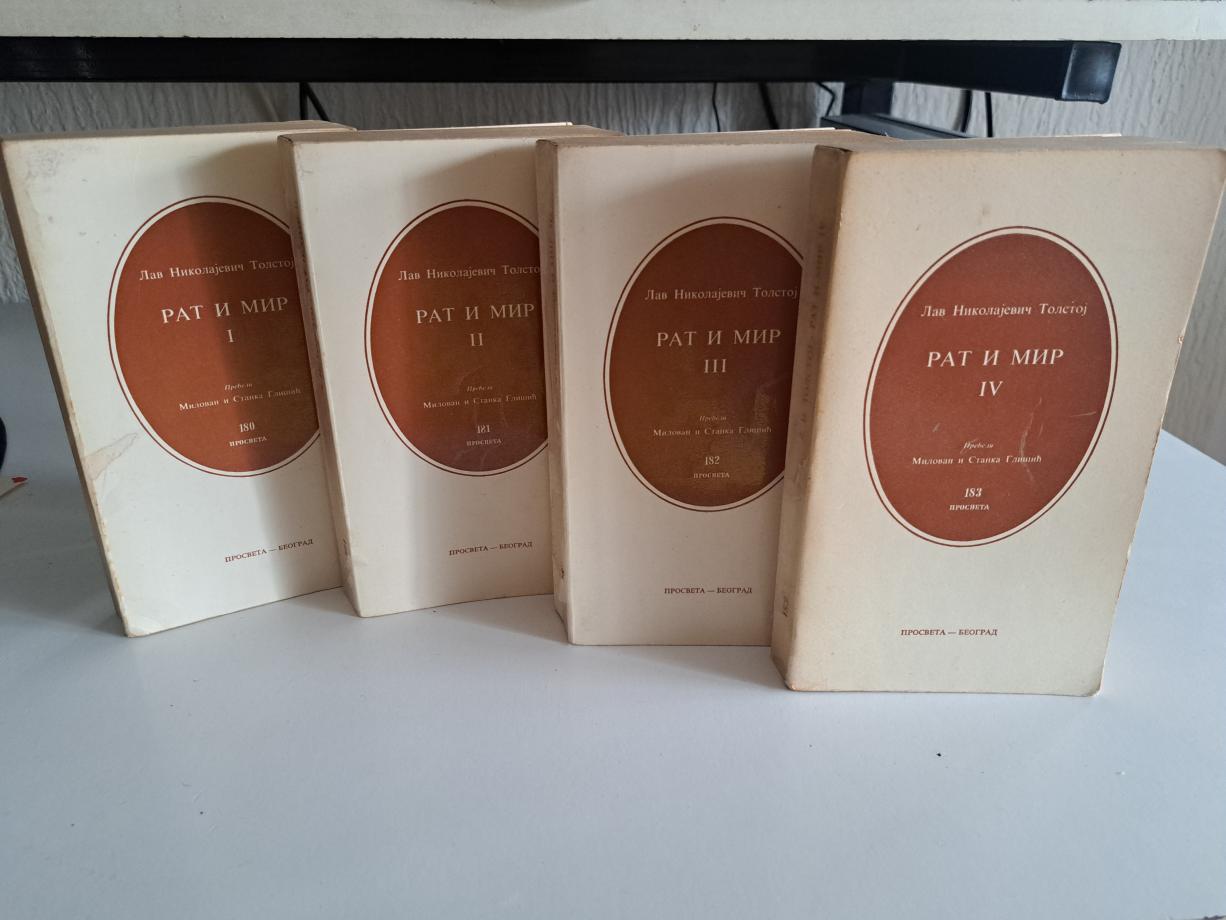 Лав Николајевич Толстој
РАТ И МИР
I
Превели
Милован и Станка Глишић
180
ПРОСВЕТА
ПРОСВЕТА — БЕОГРАД
Лав Николајевич Толстој
РАТ И МИР
II
Превели
Милован и Станка Глишић
181
ПРОСВЕТА
ПРОСВЕТА — БЕОГРАД
Лав Николајевич Толстој
РАТ И МИР
III
Превели
Милован и Станка Глишић
182
ПРОСВЕТА
ПРОСВЕТА — БЕОГРАД
Лав Николајевич Толстој
РАТ И МИР
IV
Превели
Милован и Станка Глишић
183
ПРОСВЕТА
ПРОСВЕТА — БЕОГРАД